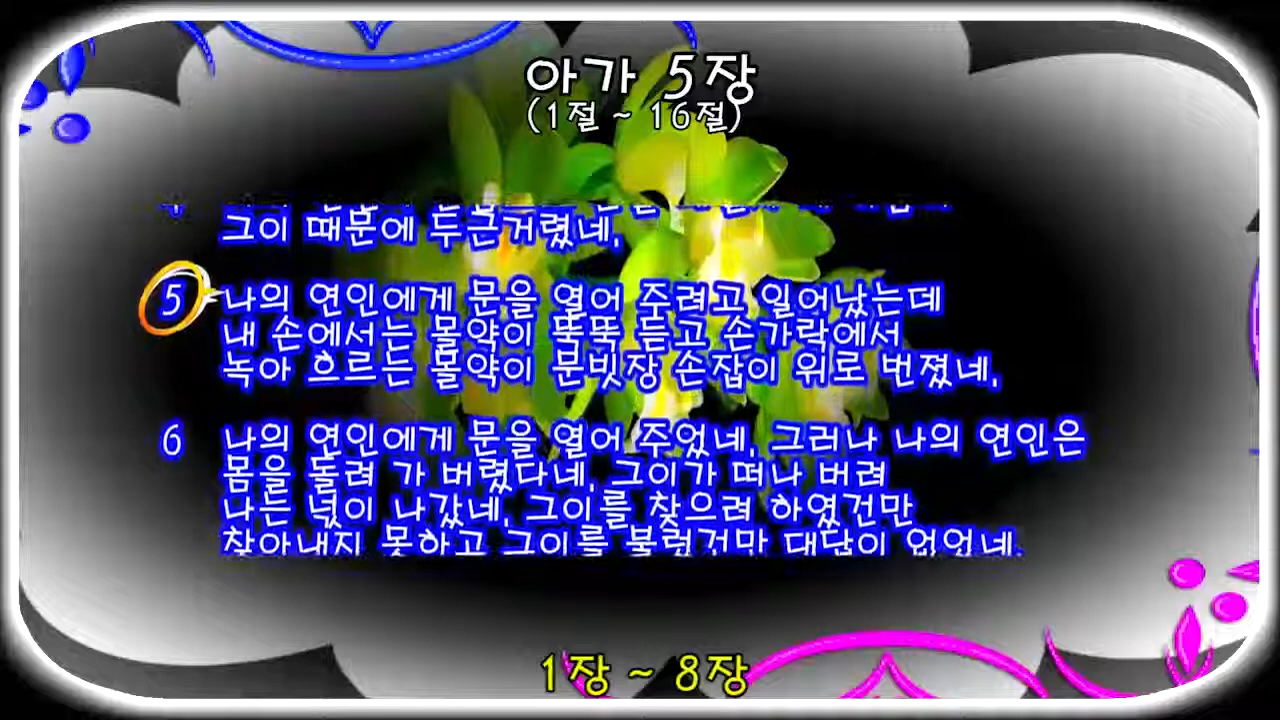 아가 5장
(1절 ~ 16절)
그이 때문에 두근거렸네.
5 나의 연인에게 문을 열어 주려고 일어났는데
내 손에서는 몰약이 뚝뚝 듣고 손가락에서
녹아 흐르는 몰약이 문빗장 손잡이 위로 번졌네.
6 나의 연인에게 문을 열어 주었네. 그러나 나의 연인은
몸을 돌려 가 버렸다네. 그이가 떠나 버려
나는 넋이 나갔네. 그이를 찾으려 하였건만
찾아내지 못하고 그이를 불렀건만 대답이 없었네.
1장 ~ 8장